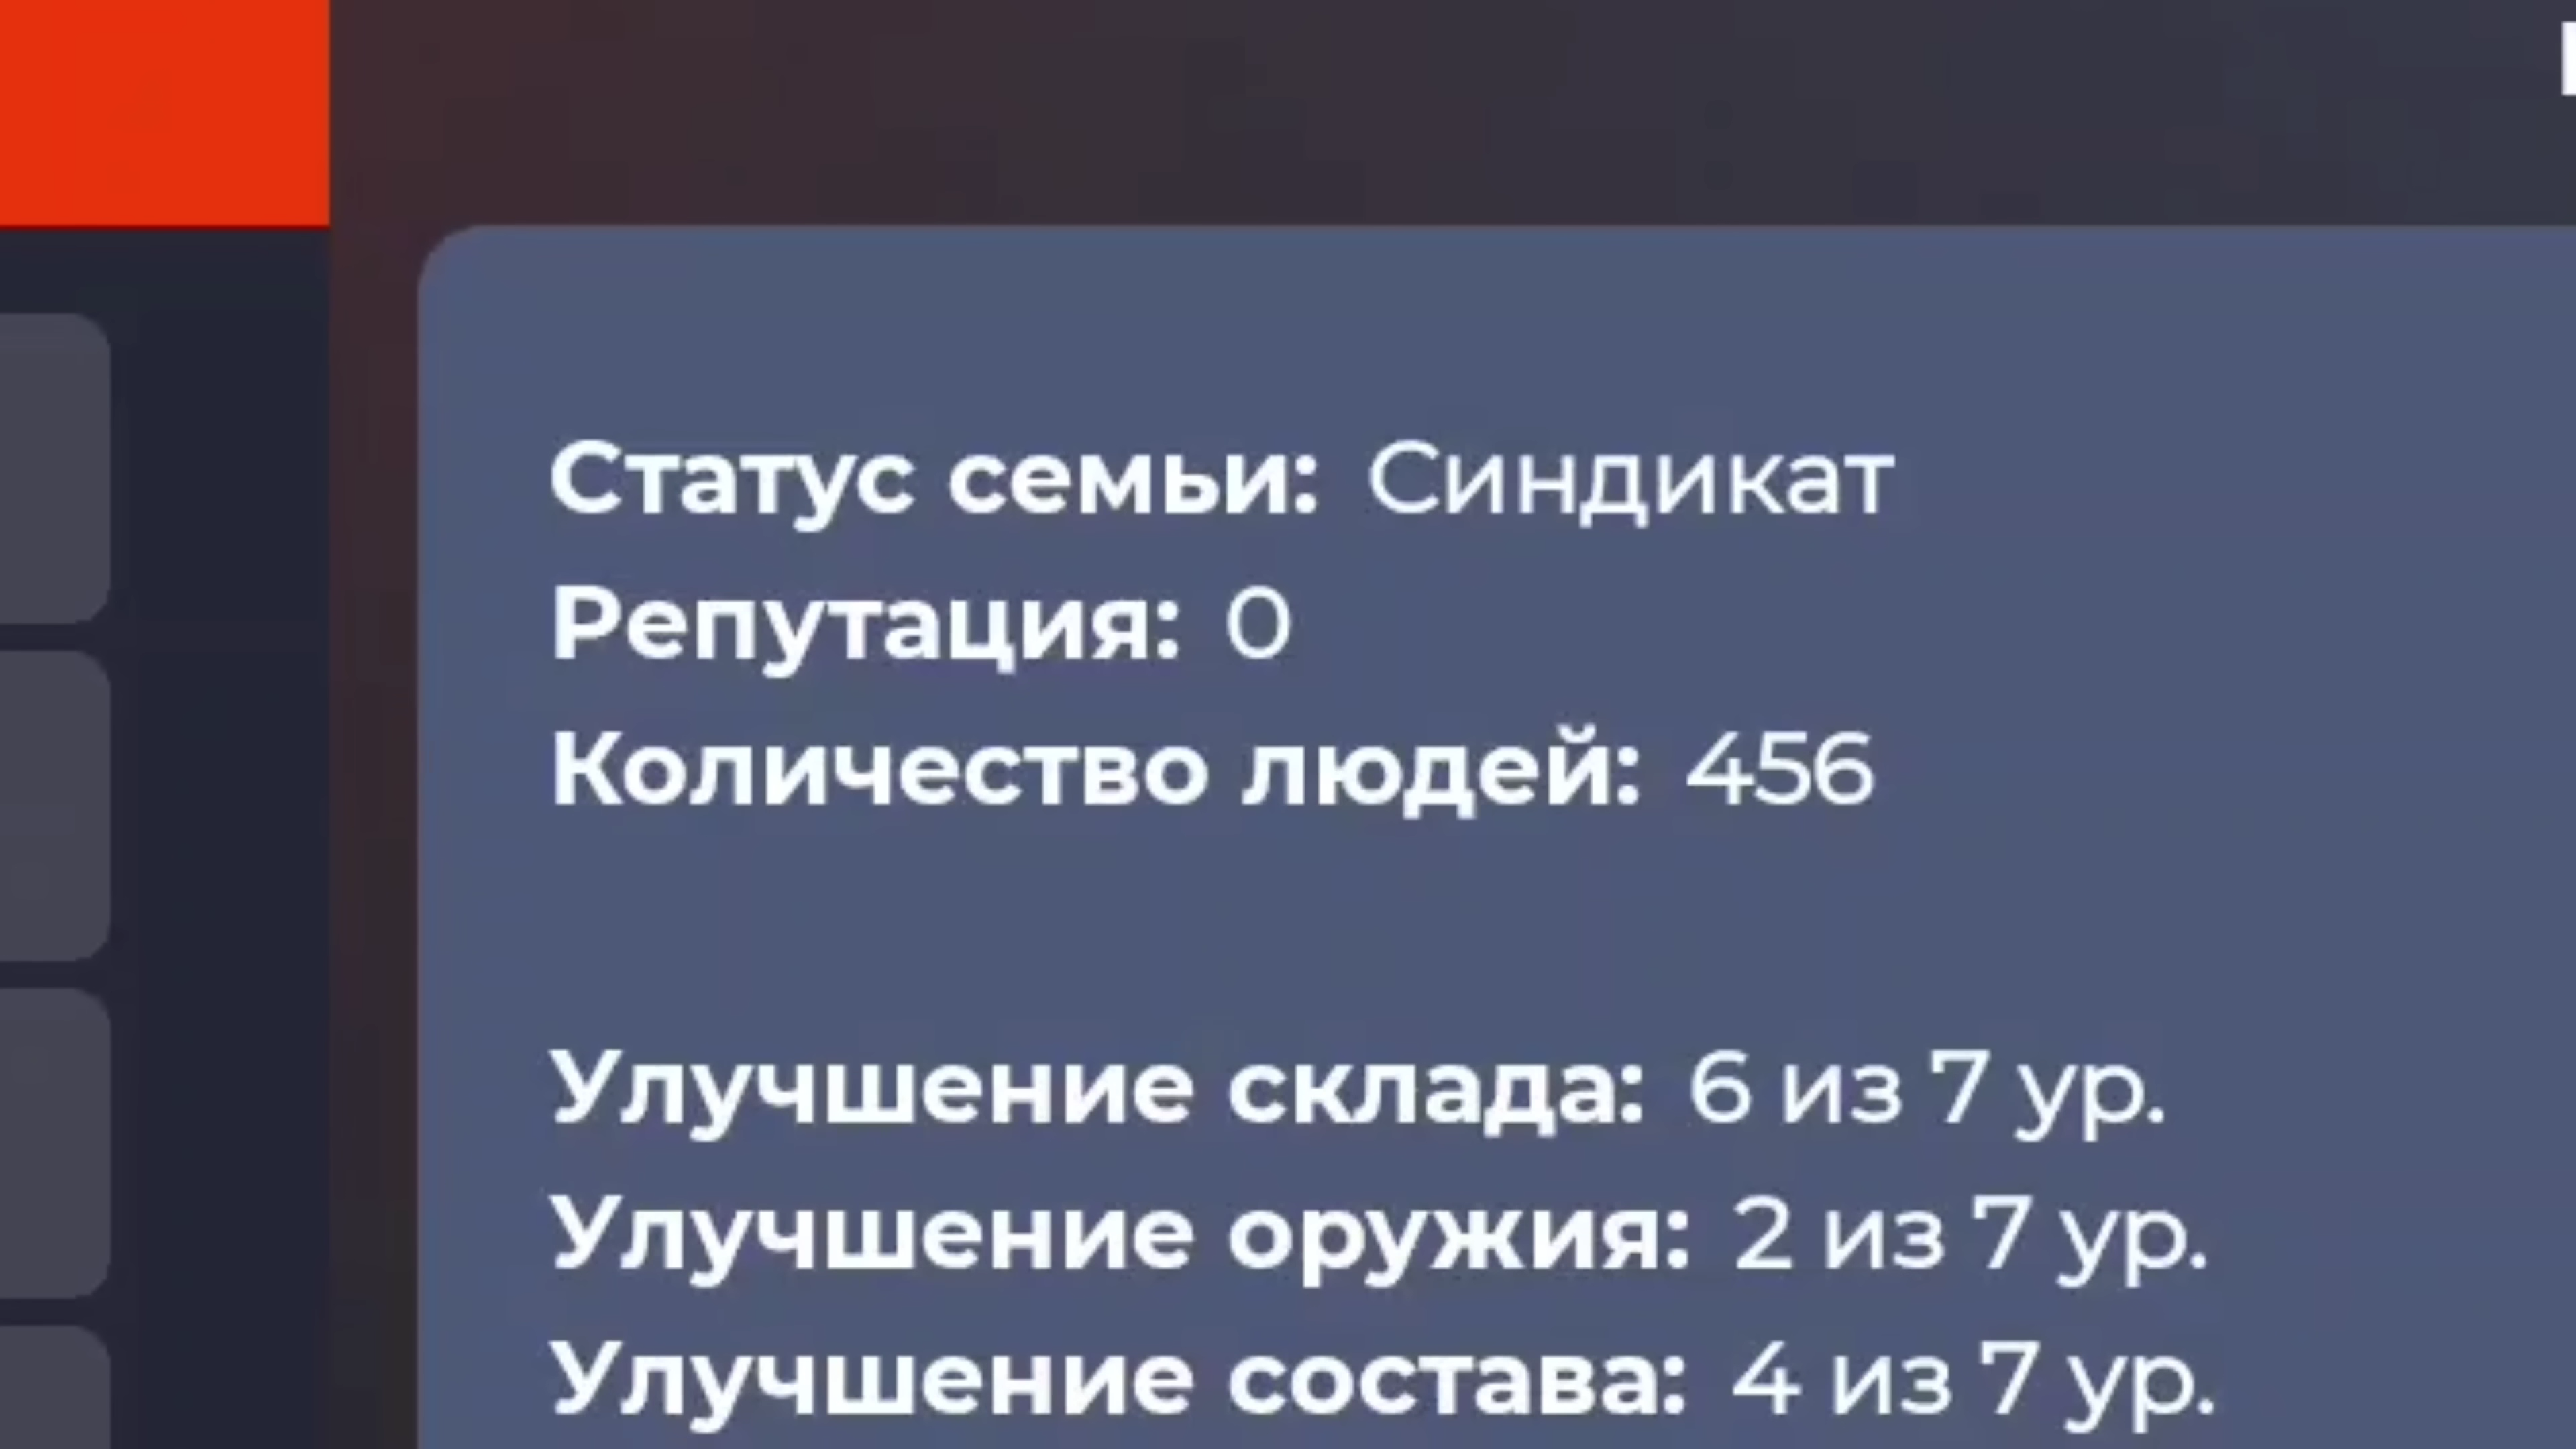 Статус семьи: Синдикат
Репутация: 0
Количество людей: 456
Улучшение склада: 6 из 7 ур.
Улучшение оружия: 2 из 7 ур.
Улучшение состава: 4 из 7 ур.